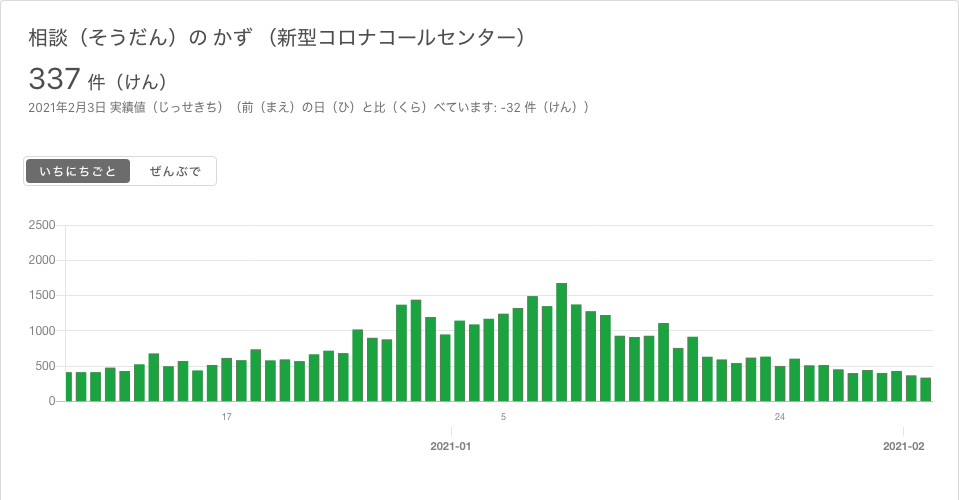 相談（そうだん）の かず （新型コロナコールセンター）
337 件（けん）
2021年2月3日 実績値（じっせきち）（前（まえ）の日（ひ）と比（くら）べています: -32 件（けん））
いちにちごと ぜんぶで
2500
2000
1500
1000
500
0
17 5 24
2021-01 2021-02